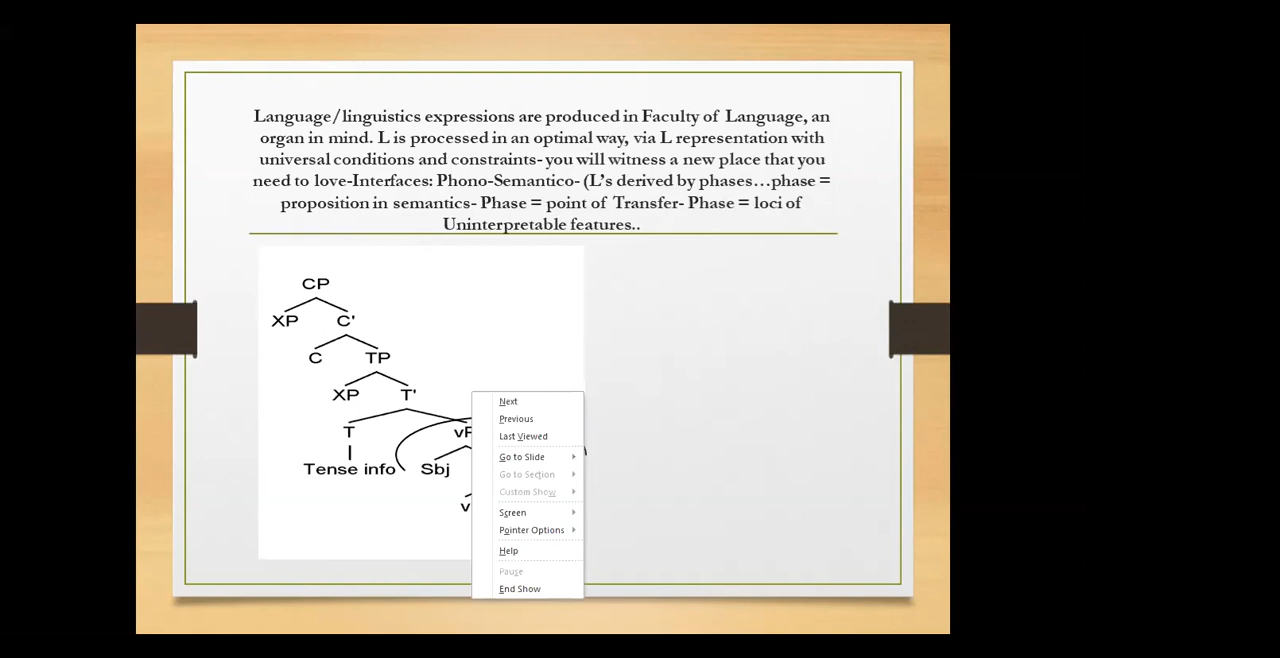 Language/linguistics expressions are produced in Faculty of Language, an
organ in mind. L is processed in an optimal way, via L representation with
universal conditions and constraints- you will witness a new place that you
need to love-Interfaces: Phono-Semantico- (L’s derived by phases…phase =
proposition in semantics- Phase = point of Transfer- Phase = loci of
Uninterpretable features..
CP
XP C'
C TP
XP T'
T
Tense info Sbj
v
Next
Previous
Last Viewed
Go to Slide
Go to Section
Custom Show
Screen
Pointer Options
Help
Pause
End Show